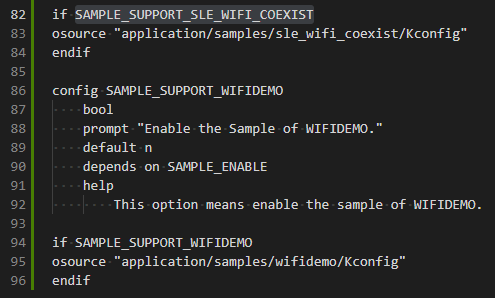 82 if SAMPLE_SUPPORT_SLE_WIFI_COEXIST
83 osource "application/samples/sle_wifi_coexist/Kconfig"
84 endif
85
86 config SAMPLE_SUPPORT_WIFIDEMO
87     bool
88     prompt "Enable the Sample of WIFIDEMO."
89     default n
90     depends on SAMPLE_ENABLE
91     help
92         This option means enable the sample of WIFIDEMO.
93
94 if SAMPLE_SUPPORT_WIFIDEMO
95 osource "application/samples/wifidemo/Kconfig"
96 endif